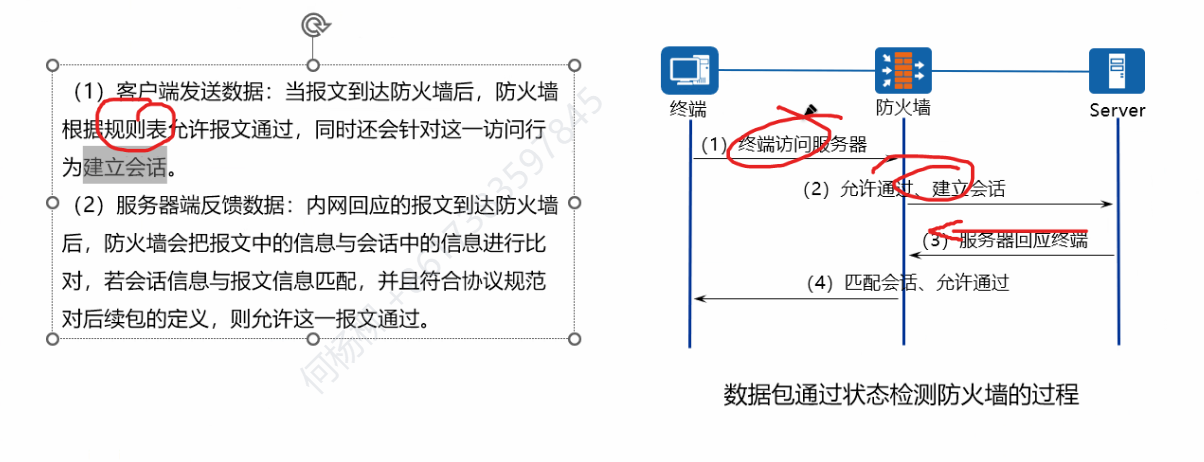 （1）客户端发送数据：当报文到达防火墙后，防火墙
根据规则表允许报文通过，同时还会针对这一访问行
为建立会话。
（2）服务器端反馈数据：内网回应的报文到达防火墙
后，防火墙会把报文中的信息与会话中的信息进行比
对，若会话信息与报文信息匹配，并且符合协议规范
对后续包的定义，则允许这一报文通过。
终端
防火墙
Server
（1）终端访问服务器
（2）允许通过、建立会话
（3）服务器回应终端
（4）匹配会话、允许通过
数据包通过状态检测防火墙的过程